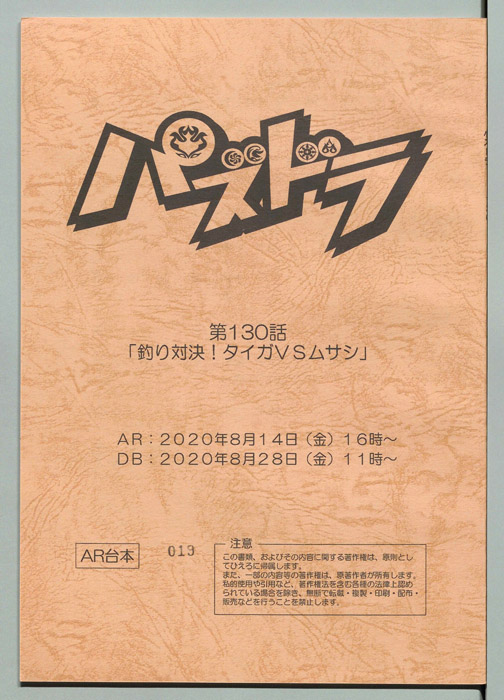 パズドラ
第130話
「釣り対決！タイガVSムサシ」
AR：2020年8月14日（金）16時～
DB：2020年8月28日（金）11時～
AR台本
013
注意
この書類、およびその内容に関する著作権は、原則とし
てひえろに帰属します。
また、一部の内容等の著作権は、原著作者が所有します。
私的使用や引用など、著作権法を含む各種の法律上認め
られている場合を除き、無断で転載・複製・印刷・配布・
販売などを行うことを禁止します。